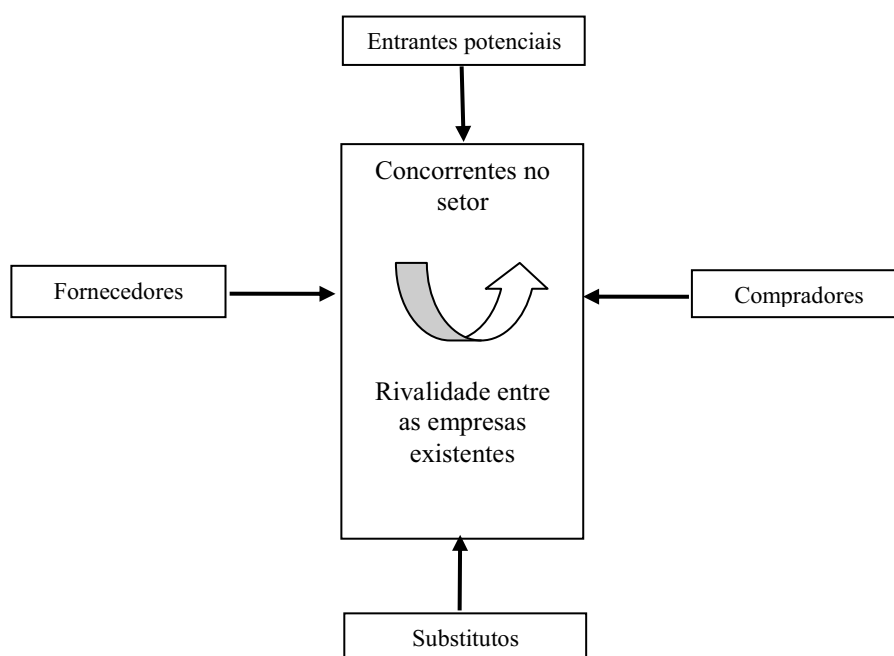 Entrantes potenciais
Concorrentes no
setor
Fornecedores
Compradores
Rivalidade entre
as empresas
existentes
Substitutos